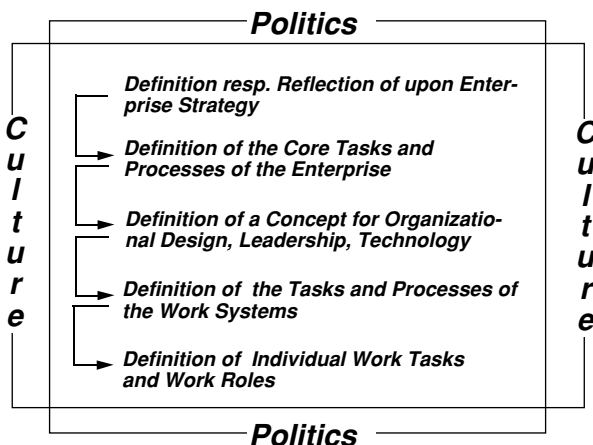 Politics
Culture
Definition resp. Reflection of upon Enter-
prise Strategy
Definition of the Core Tasks and
Processes of the Enterprise
Definition of a Concept for Organizatio-
nal Design, Leadership, Technology
Definition of the Tasks and Processes of
the Work Systems
Definition of Individual Work Tasks
and Work Roles
Culture
Politics